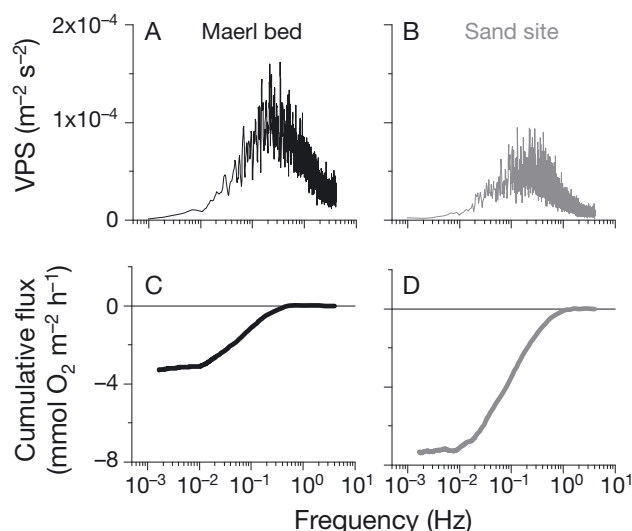 A Maerl bed
B Sand site
VPS (m⁻² s⁻²)
2x10⁻⁴
1x10⁻⁴
0
C
D
Cumulative flux
(mmol O₂ m⁻² h⁻¹)
0
−4
−8
10⁻³ 10⁻² 10⁻¹ 10⁰ 10¹
10⁻³ 10⁻² 10⁻¹ 10⁰ 10¹
Frequency (Hz)